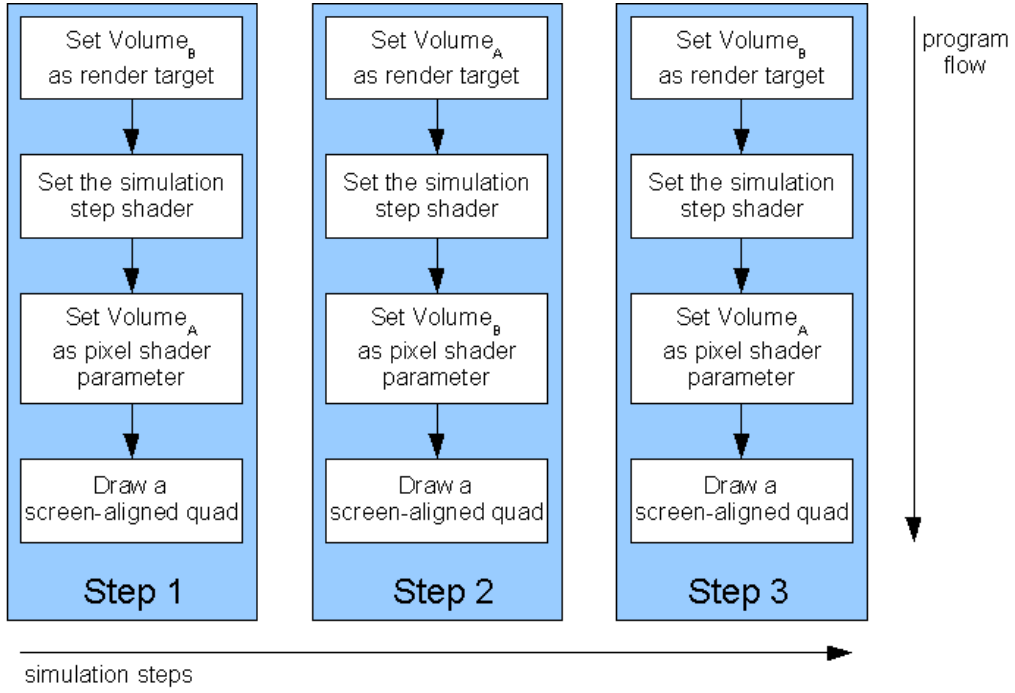 Set Volume_B
as render target
Set the simulation
step shader
Set Volume_A
as pixel shader
parameter
Draw a
screen-aligned quad
Step 1
Set Volume_A
as render target
Set the simulation
step shader
Set Volume_B
as pixel shader
parameter
Draw a
screen-aligned quad
Step 2
Set Volume_B
as render target
Set the simulation
step shader
Set Volume_A
as pixel shader
parameter
Draw a
screen-aligned quad
Step 3
program
flow
simulation steps